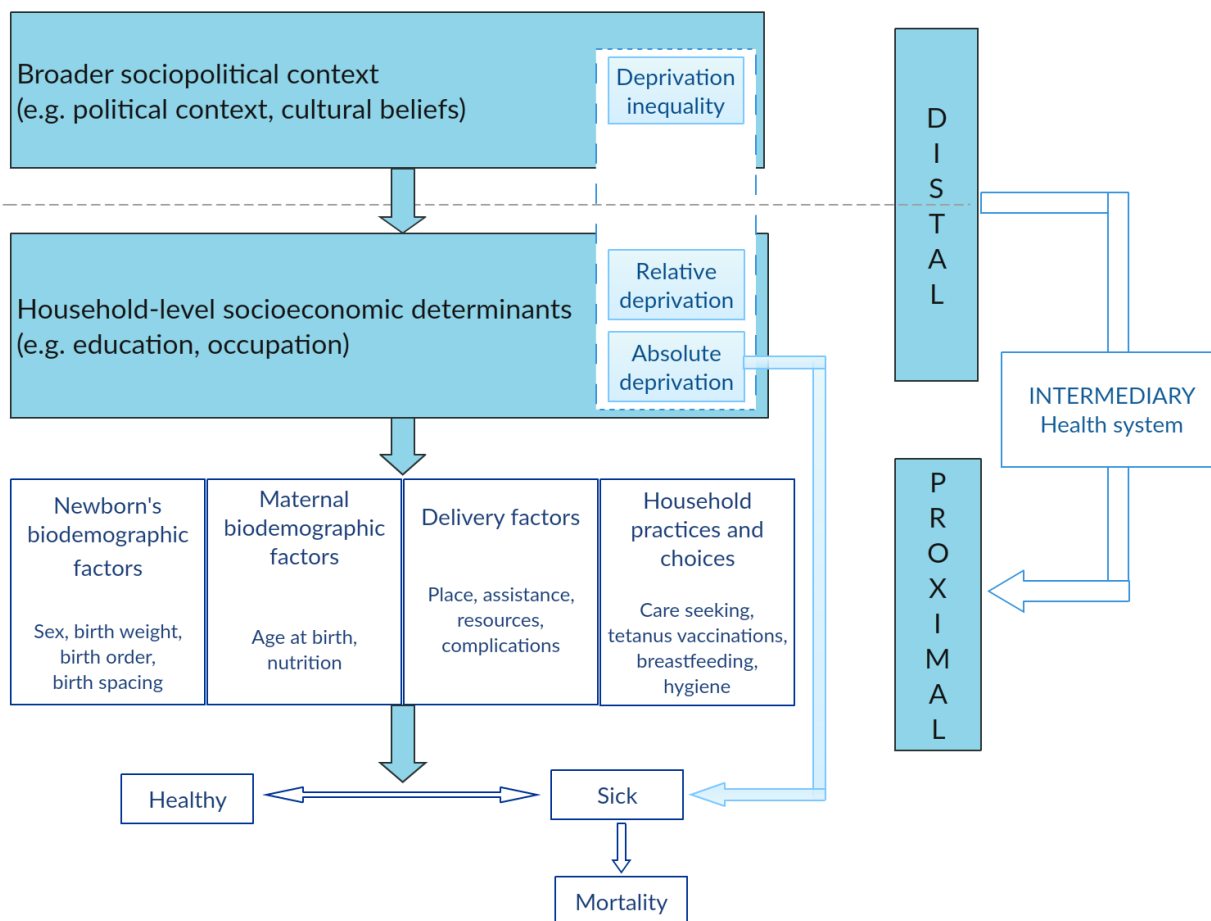 Broader sociopolitical context
(e.g. political context, cultural beliefs)
Deprivation
inequality
Household-level socioeconomic determinants
(e.g. education, occupation)
Relative
deprivation
Absolute
deprivation
Newborn's
biodemographic
factors
Sex, birth weight,
birth order,
birth spacing
Maternal
biodemographic
factors
Age at birth,
nutrition
Delivery factors
Place, assistance,
resources,
complications
Household
practices and
choices
Care seeking,
tetanus vaccinations,
breastfeeding,
hygiene
Healthy
Sick
Mortality
D
I
S
T
A
L
INTERMEDIARY
Health system
P
R
O
X
I
M
A
L